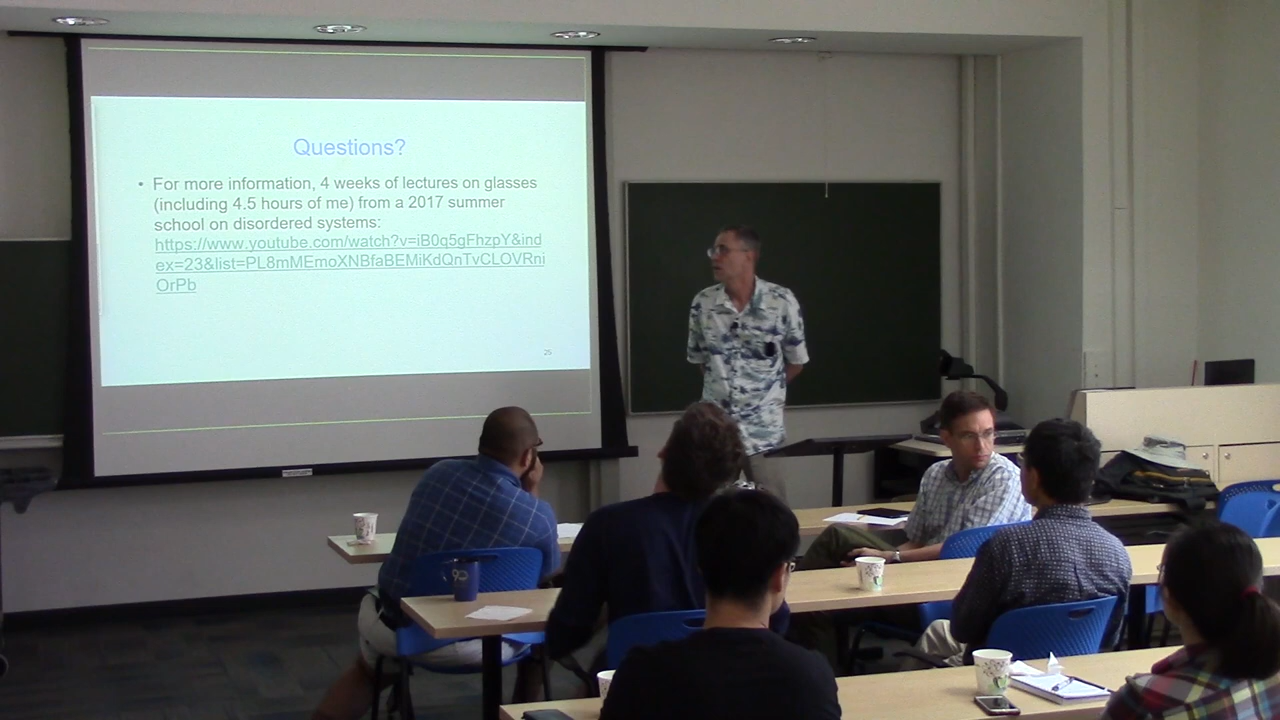 Questions?
• For more information, 4 weeks of lectures on glasses
(including 4.5 hours of me) from a 2017 summer
school on disordered systems:
https://www.youtube.com/watch?v=iB0q5gFhzpY&ind
ex=23&list=PL8mMEmoXNBfaBEMiKdQnTvCLOVRni
OrPb
25